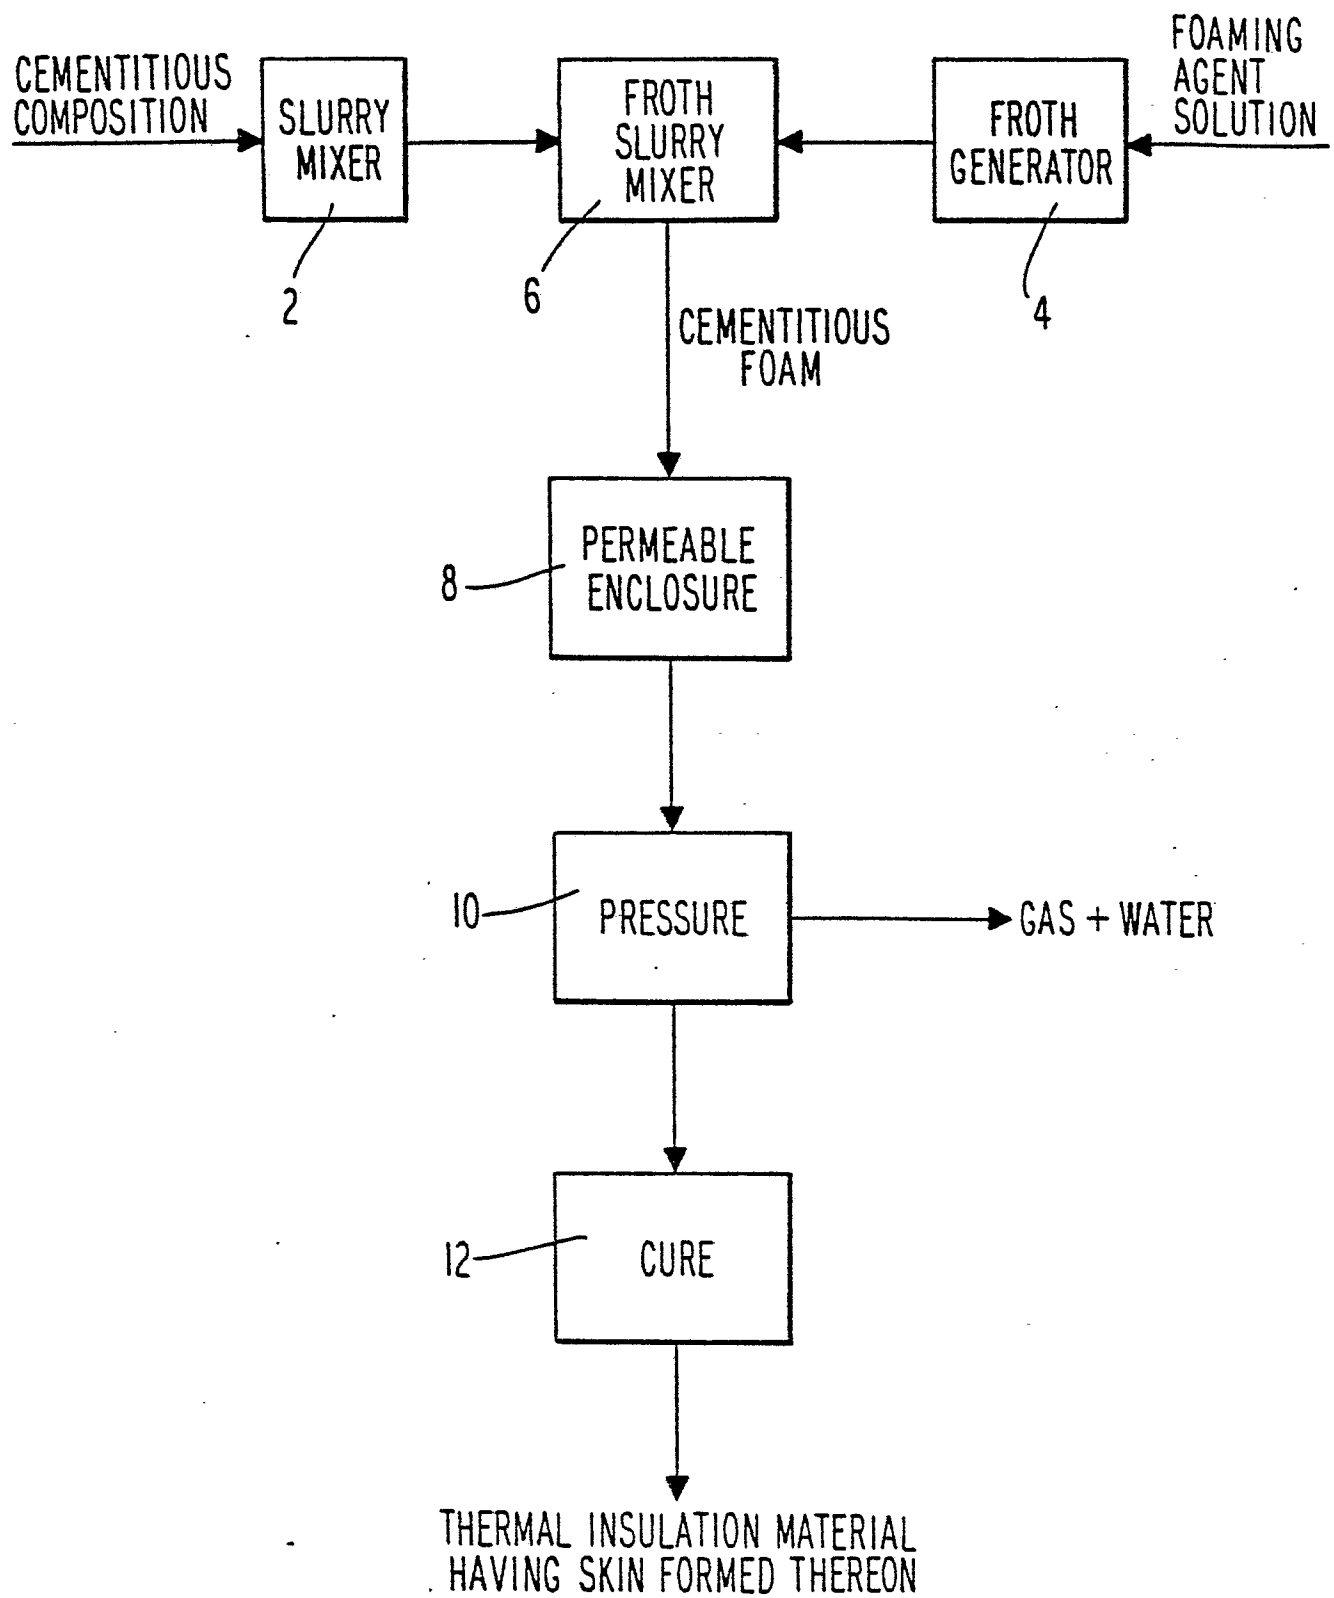 CEMENTITIOUS
COMPOSITION
SLURRY
MIXER
2
FROTH
SLURRY
MIXER
6
FROTH
GENERATOR
4
FOAMING
AGENT
SOLUTION
CEMENTITIOUS
FOAM
8
PERMEABLE
ENCLOSURE
10
PRESSURE
GAS + WATER
12
CURE
THERMAL INSULATION MATERIAL
HAVING SKIN FORMED THEREON